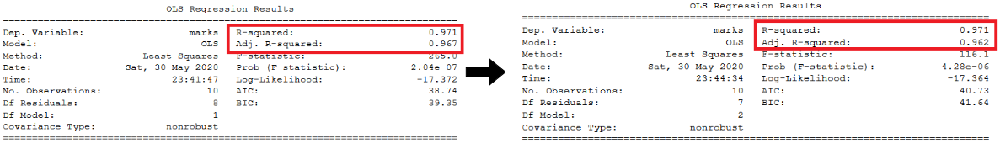 OLS Regression Results
==============================================================================
Dep. Variable: marks R-squared: 0.971
Model: OLS Adj. R-squared: 0.967
Method: Least Squares F-statistic: 265.0
Date: Sat, 30 May 2020 Prob (F-statistic): 2.04e-07
Time: 23:41:47 Log-Likelihood: -17.372
No. Observations: 10 AIC: 38.74
Df Residuals: 8 BIC: 39.35
Df Model: 1
Covariance Type: nonrobust
==============================================================================
OLS Regression Results
==============================================================================
Dep. Variable: marks R-squared: 0.971
Model: OLS Adj. R-squared: 0.962
Method: Least Squares F-statistic: 116.1
Date: Sat, 30 May 2020 Prob (F-statistic): 4.28e-06
Time: 23:44:34 Log-Likelihood: -17.364
No. Observations: 10 AIC: 40.73
Df Residuals: 7 BIC: 41.64
Df Model: 2
Covariance Type: nonrobust
==============================================================================